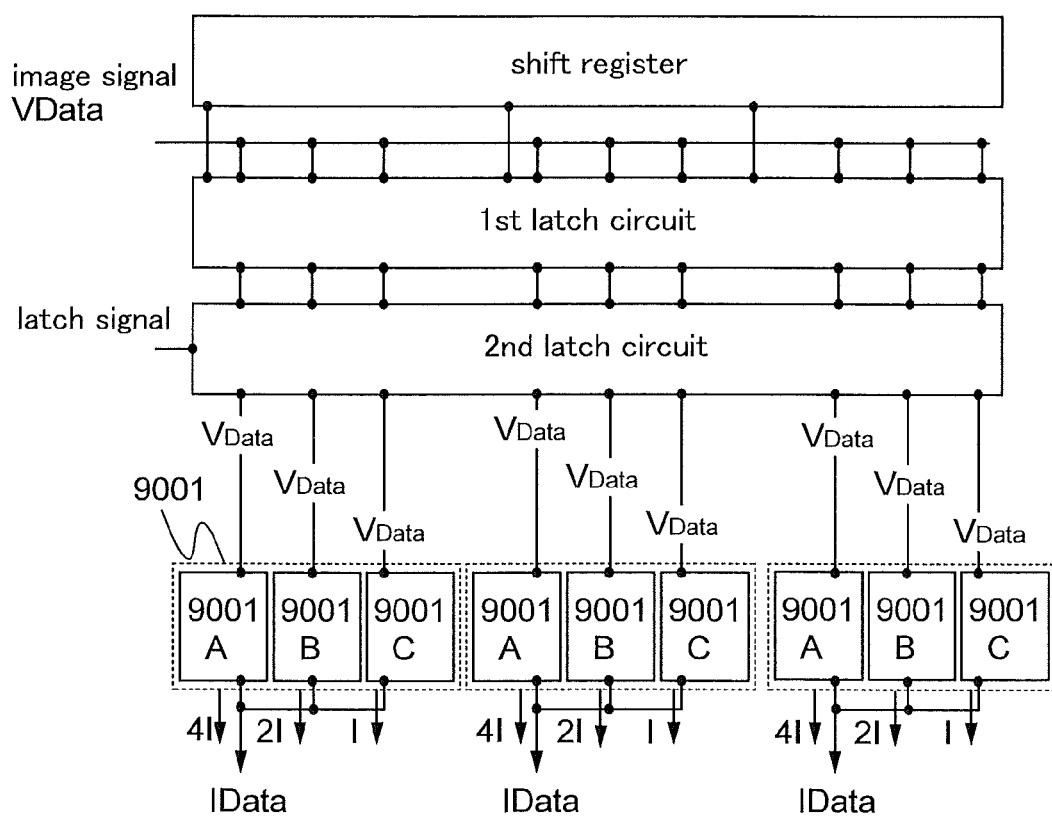 shift register
image signal
VData
1st latch circuit
latch signal
2nd latch circuit
VData VData VData
VData VData VData
VData VData VData
9001
9001 A 9001 B 9001 C
9001 A 9001 B 9001 C
9001 A 9001 B 9001 C
4I 2I I
4I 2I I
4I 2I I
IData IData IData